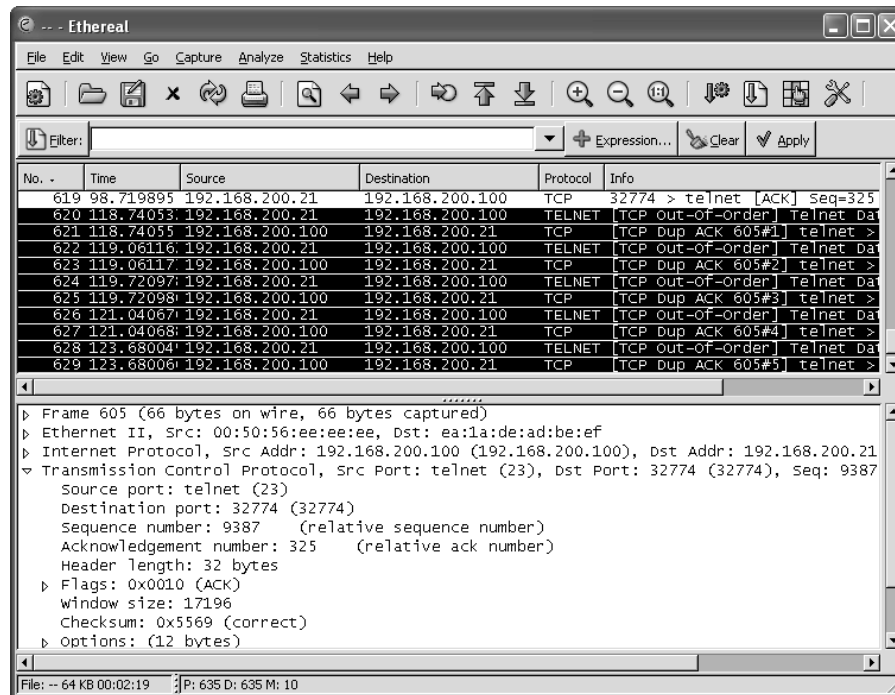 -- - Ethereal
File Edit View Go Capture Analyze Statistics Help
Filter: Expression... Clear Apply
No. Time Source Destination Protocol Info
619 98.719895 192.168.200.21 192.168.200.100 TCP 32774 > telnet [ACK] Seq=325
620 118.74053 192.168.200.21 192.168.200.100 TELNET [TCP Out-Of-Order] Telnet Dat
621 118.74055 192.168.200.100 192.168.200.21 TCP [TCP Dup ACK 605#1] telnet >
622 119.06116 192.168.200.21 192.168.200.100 TELNET [TCP Out-Of-Order] Telnet Dat
623 119.06117 192.168.200.100 192.168.200.21 TCP [TCP Dup ACK 605#2] telnet >
624 119.72097 192.168.200.21 192.168.200.100 TELNET [TCP Out-Of-Order] Telnet Dat
625 119.72098 192.168.200.100 192.168.200.21 TCP [TCP Dup ACK 605#3] telnet >
626 121.04067 192.168.200.21 192.168.200.100 TELNET [TCP Out-Of-Order] Telnet Dat
627 121.04068 192.168.200.100 192.168.200.21 TCP [TCP Dup ACK 605#4] telnet >
628 123.68004 192.168.200.21 192.168.200.100 TELNET [TCP Out-Of-Order] Telnet Dat
629 123.68006 192.168.200.100 192.168.200.21 TCP [TCP Dup ACK 605#5] telnet >
Frame 605 (66 bytes on wire, 66 bytes captured)
Ethernet II, Src: 00:50:56:ee:ee:ee, Dst: ea:1a:de:ad:be:ef
Internet Protocol, Src Addr: 192.168.200.100 (192.168.200.100), Dst Addr: 192.168.200.21
Transmission Control Protocol, Src Port: telnet (23), Dst Port: 32774 (32774), Seq: 9387
Source port: telnet (23)
Destination port: 32774 (32774)
Sequence number: 9387 (relative sequence number)
Acknowledgement number: 325 (relative ack number)
Header length: 32 bytes
Flags: 0x0010 (ACK)
Window size: 17196
Checksum: 0x5569 (correct)
Options: (12 bytes)
File: -- 64 KB 00:02:19 P: 635 D: 635 M: 10